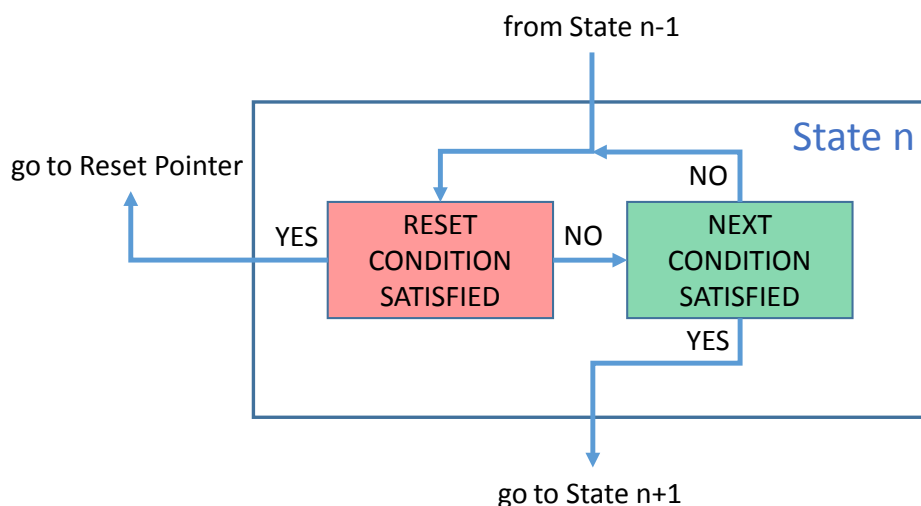 from State n-1
State n
go to Reset Pointer
NO
YES
RESET
CONDITION
SATISFIED
NO
NEXT
CONDITION
SATISFIED
YES
go to State n+1